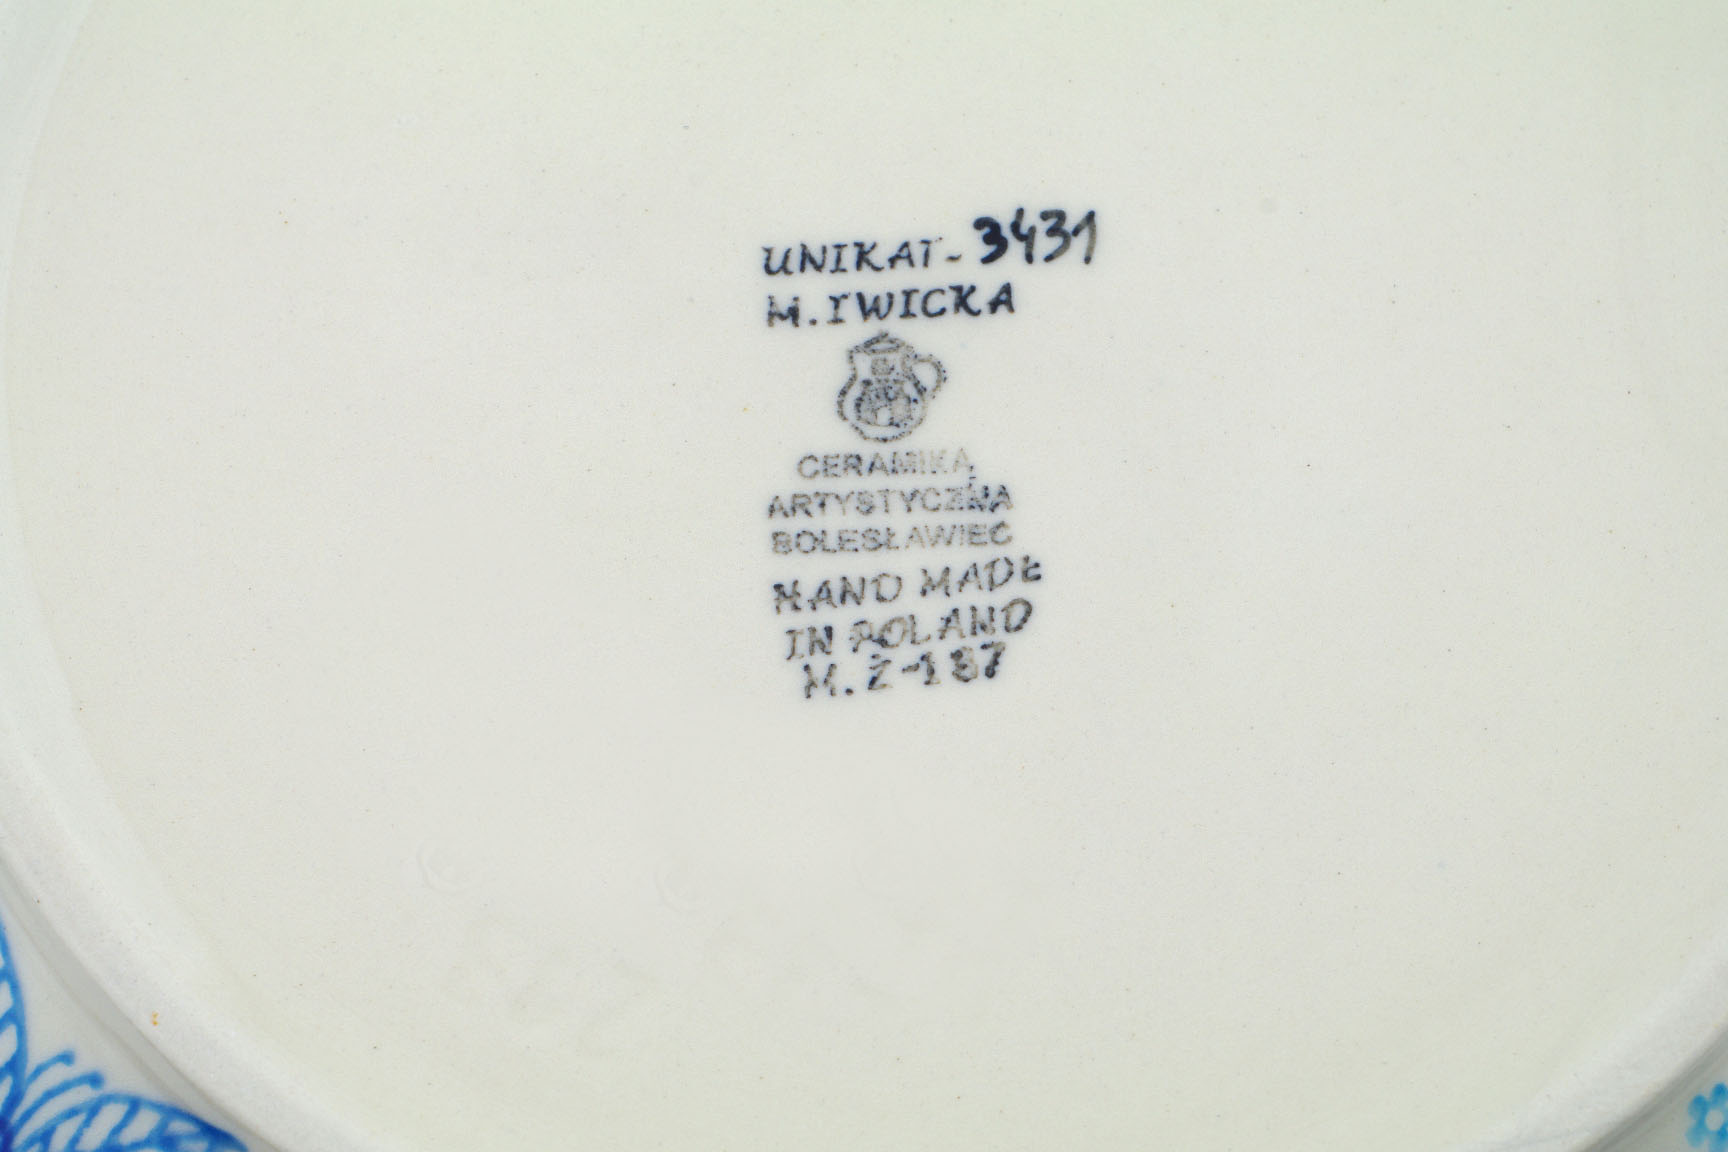 UNIKAT-3431
M.IWICKA
CERAMIKA
ARTYSTYCZNA
BOLESŁAWIEC
HAND MADE
IN POLAND
M.Z-187